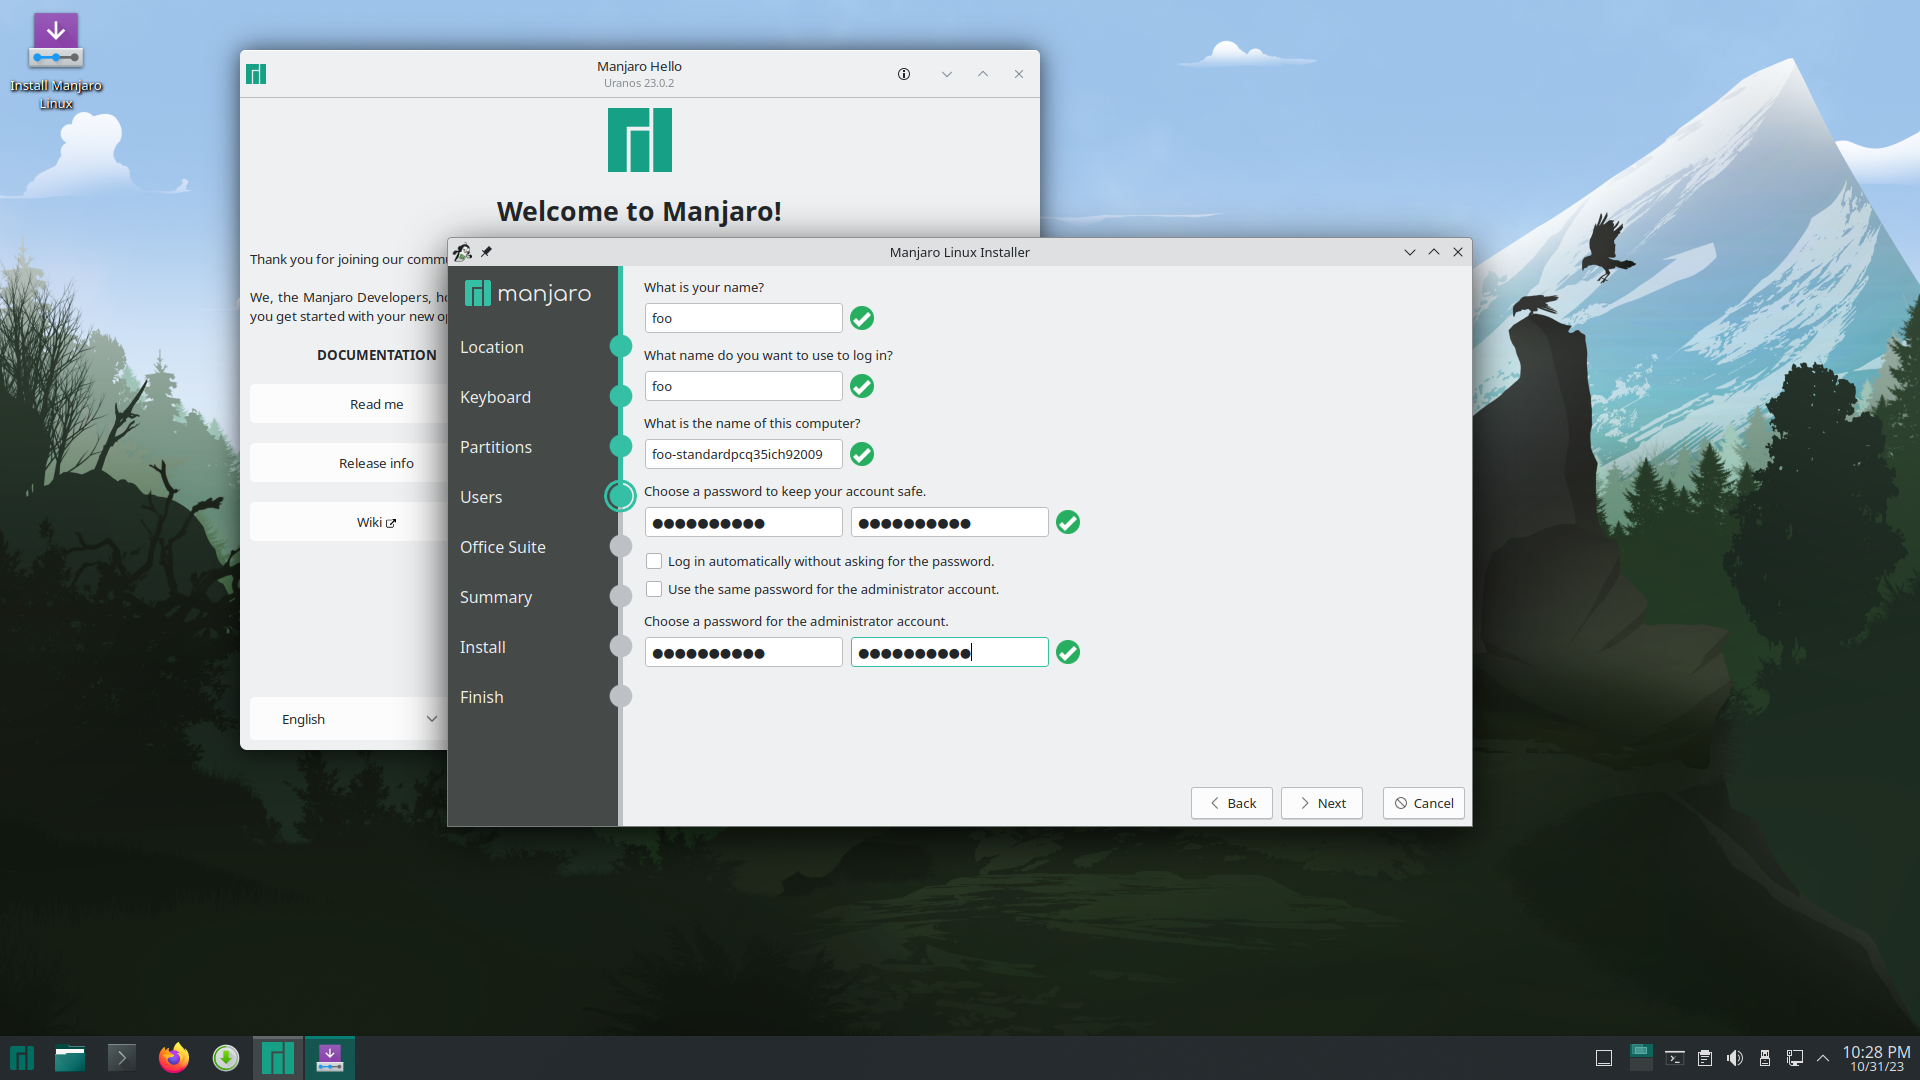 Install Manjaro
Linux
Manjaro Hello
Uranos 23.0.2
Welcome to Manjaro!
Thank you for joining our comm
We, the Manjaro Developers, ho
you get started with your new op
DOCUMENTATION
Read me
Release info
Wiki
English
Manjaro Linux Installer
manjaro
Location
Keyboard
Partitions
Users
Office Suite
Summary
Install
Finish
What is your name?
foo
What name do you want to use to log in?
foo
What is the name of this computer?
foo-standardpcq35ich92009
Choose a password to keep your account safe.
●●●●●●●●●● ●●●●●●●●●●
Log in automatically without asking for the password.
Use the same password for the administrator account.
Choose a password for the administrator account.
●●●●●●●●●● ●●●●●●●●●●
Back Next Cancel
10:28 PM
10/31/23